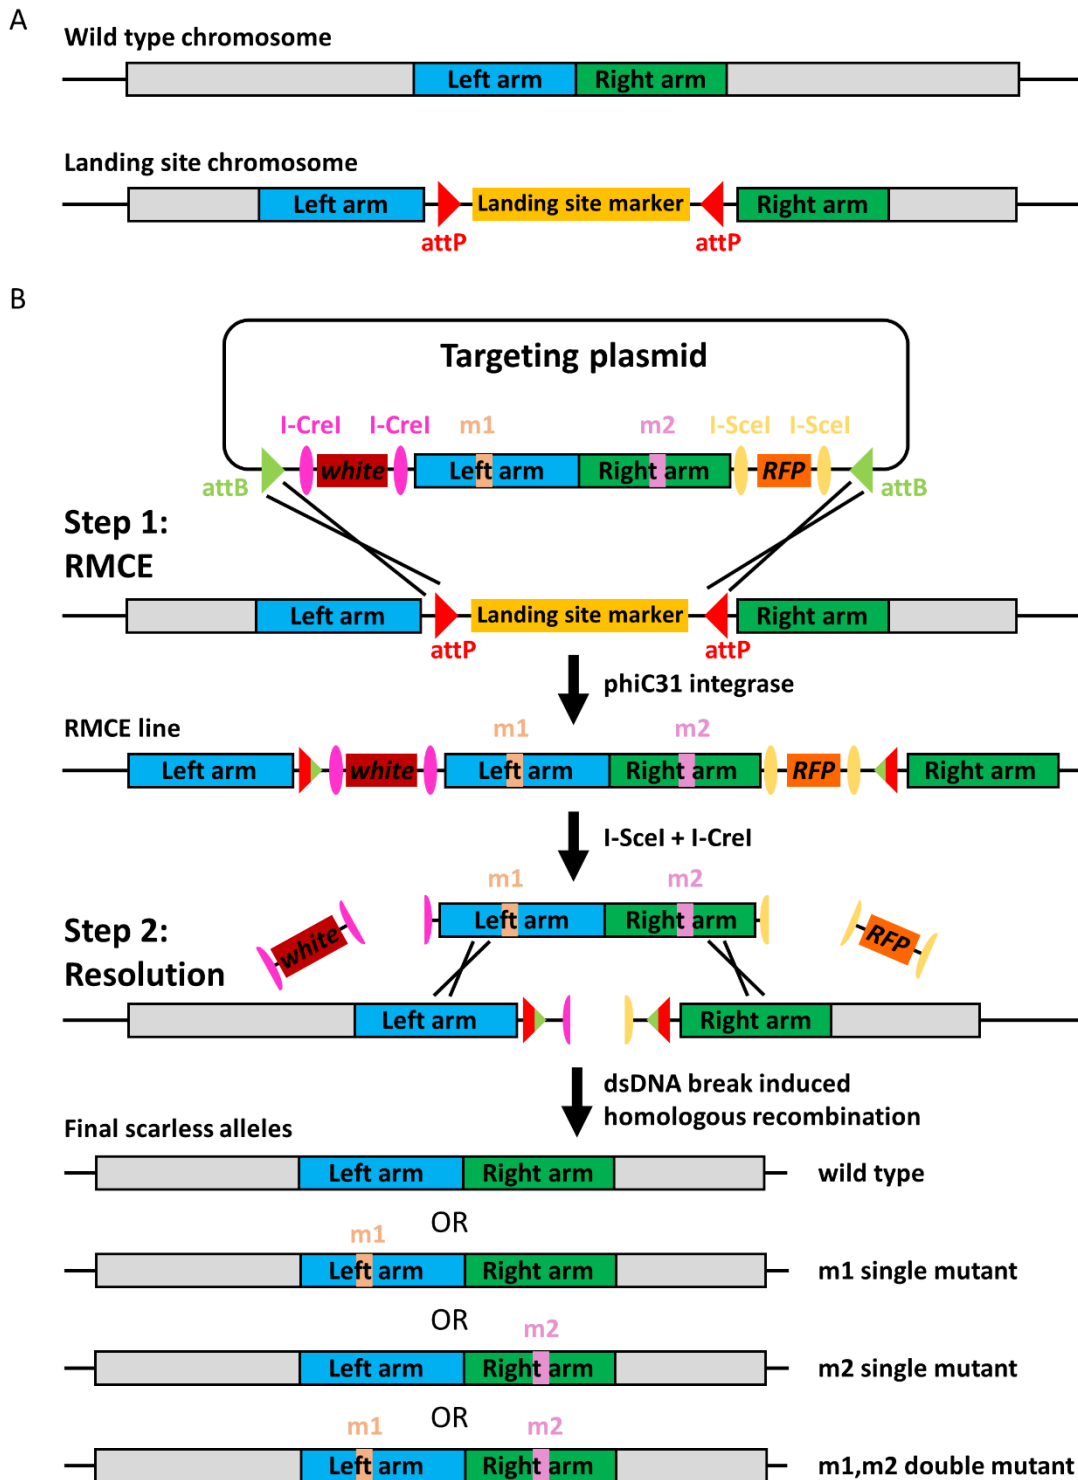 A
Wild type chromosome
Left arm Right arm
Landing site chromosome
Left arm Landing site marker Right arm
attP attP
B
Targeting plasmid
I-CreI I-CreI m1 m2 I-SceI I-SceI
white Left arm Right arm RFP
attB attB
Step 1:
RMCE
Left arm Landing site marker Right arm
attP attP
phiC31 integrase
RMCE line
m1 m2
Left arm white Left arm Right arm RFP Right arm
I-SceI + I-CreI
m1 m2
Left arm Right arm
white RFP
Step 2:
Resolution
Left arm Right arm
dsDNA break induced
homologous recombination
Final scarless alleles
Left arm Right arm wild type
OR
m1
Left arm Right arm m1 single mutant
OR
m2
Left arm Right arm m2 single mutant
OR
m1 m2
Left arm Right arm m1,m2 double mutant